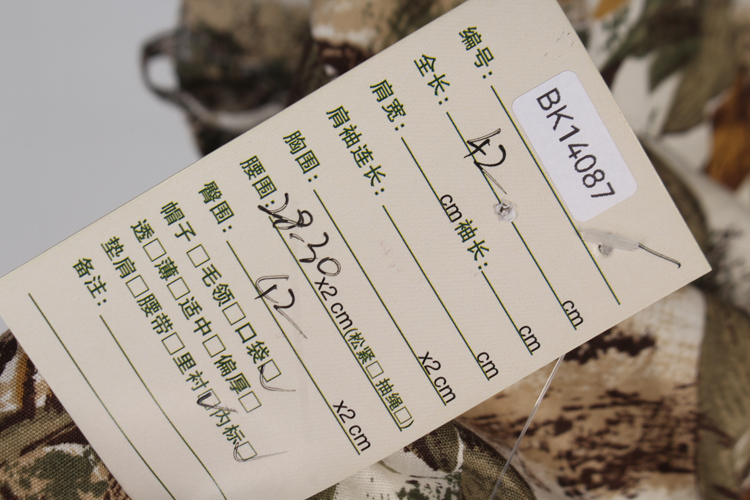 编号: BK14087
全长: 42 cm
肩宽: cm 袖长: cm
肩袖连长: cm
胸围: x2 cm
腰围: 28.30 x2 cm(松紧□ 抽绳□)
臀围: 42 x2 cm
帽子□毛领□口袋□
透□薄□适中□偏厚□
垫肩□腰带□里衬□内标□
备注: